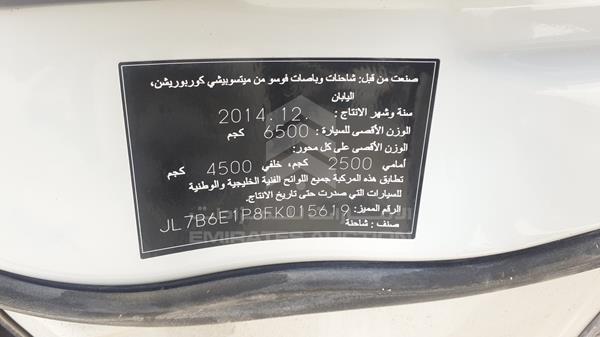 صنعت من قبل: شاحنات وباصات فوسو من ميتسوبيشي كوربوريشن،
اليابان
سنة وشهر الانتاج : 2014.12.
الوزن الأقصى للسيارة : 6500 كجم
الوزن الأقصى على كل محور:
أمامي 2500 كجم، خلفي 4500 كجم
تطابق هذه المركبة جميع اللوائح الفنية الخليجية والوطنية
للسيارات التي صدرت حتى تاريخ الانتاج.
الرقم المميز: JL7B6E1P8FK015619
صنف : شاحنة
EMIRATES AUCTION